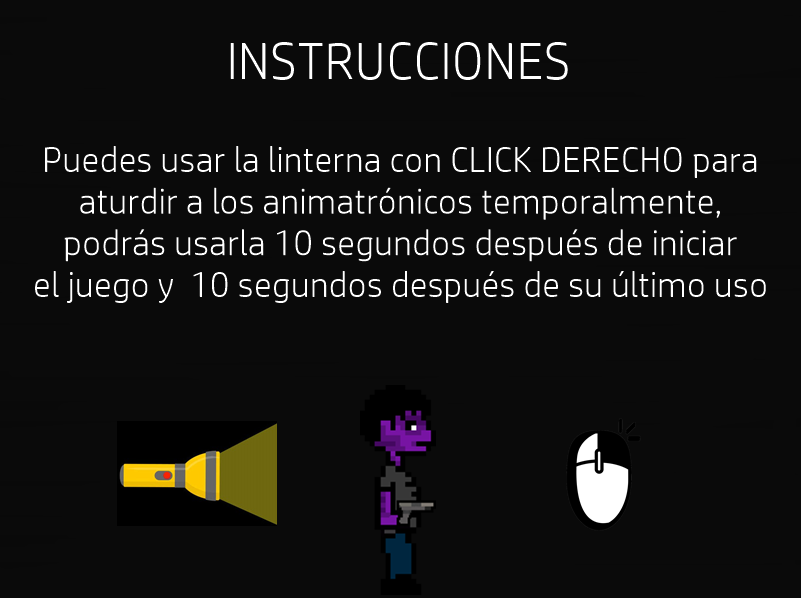 INSTRUCCIONES
Puedes usar la linterna con CLICK DERECHO para
aturdir a los animatrónicos temporalmente,
podrás usarla 10 segundos después de iniciar
el juego y  10 segundos después de su último uso